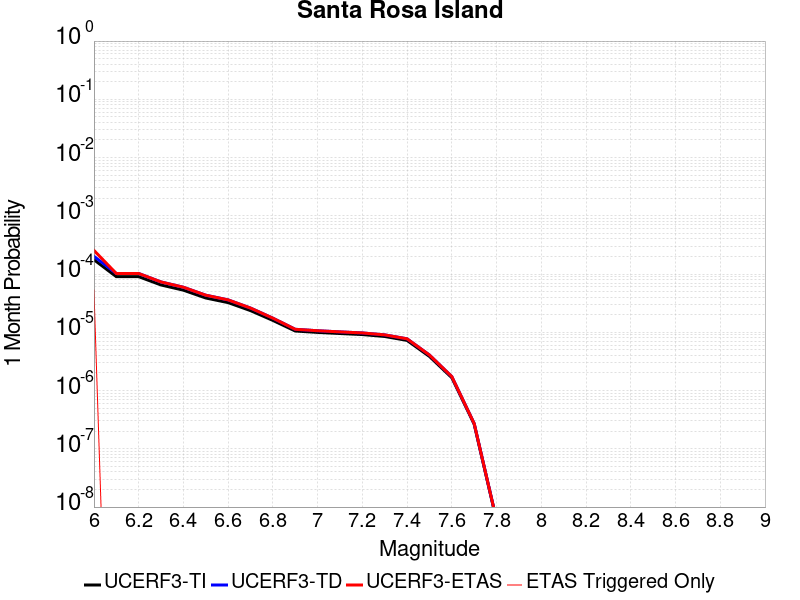 Santa Rosa Island
10^0
10^-1
10^-2
10^-3
10^-4
10^-5
10^-6
10^-7
10^-8
1 Month Probability
6 6.2 6.4 6.6 6.8 7 7.2 7.4 7.6 7.8 8 8.2 8.4 8.6 8.8 9
Magnitude
UCERF3-TI UCERF3-TD UCERF3-ETAS ETAS Triggered Only